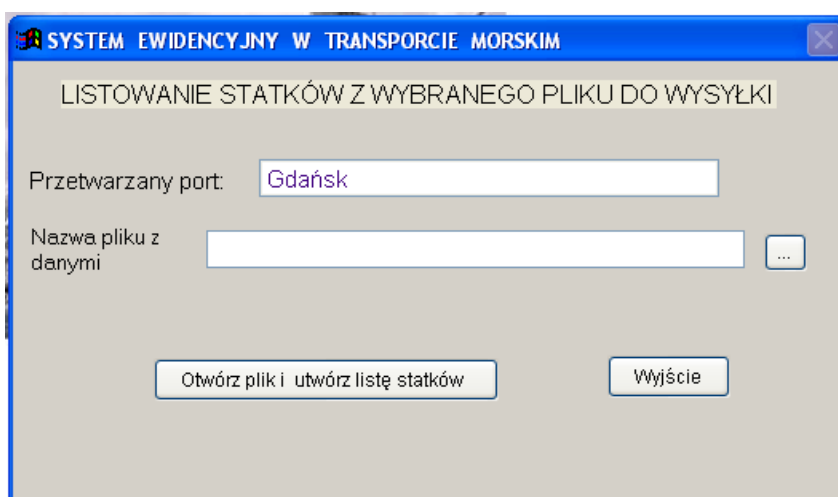 SYSTEM EWIDENCYJNY W TRANSPORCIE MORSKIM
LISTOWANIE STATKÓW Z WYBRANEGO PLIKU DO WYSYŁKI
Przetwarzany port: Gdańsk
Nazwa pliku z
danymi
...
Otwórz plik i utwórz listę statków Wyjście